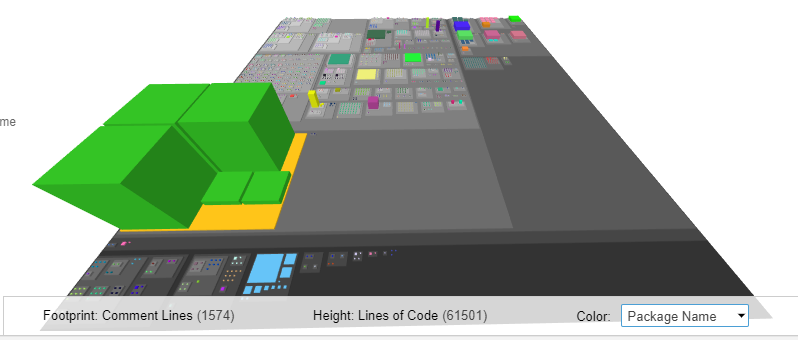 me
Footprint: Comment Lines (1574) Height: Lines of Code (61501) Color: Package Name